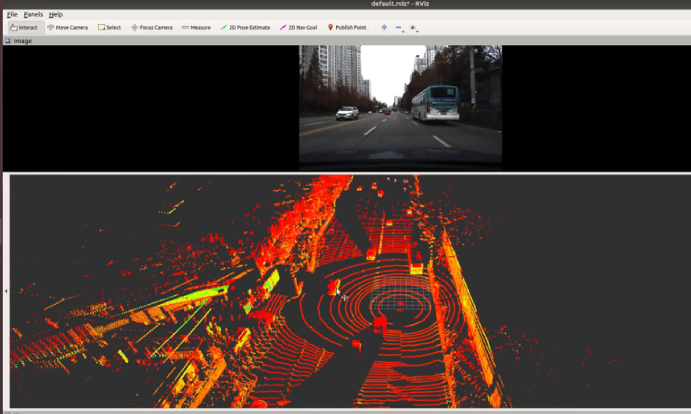 default.rviz* - RViz
File Panels Help
Interact Move Camera Select Focus Camera Measure 2D Pose Estimate 2D Nav Goal Publish Point
Image